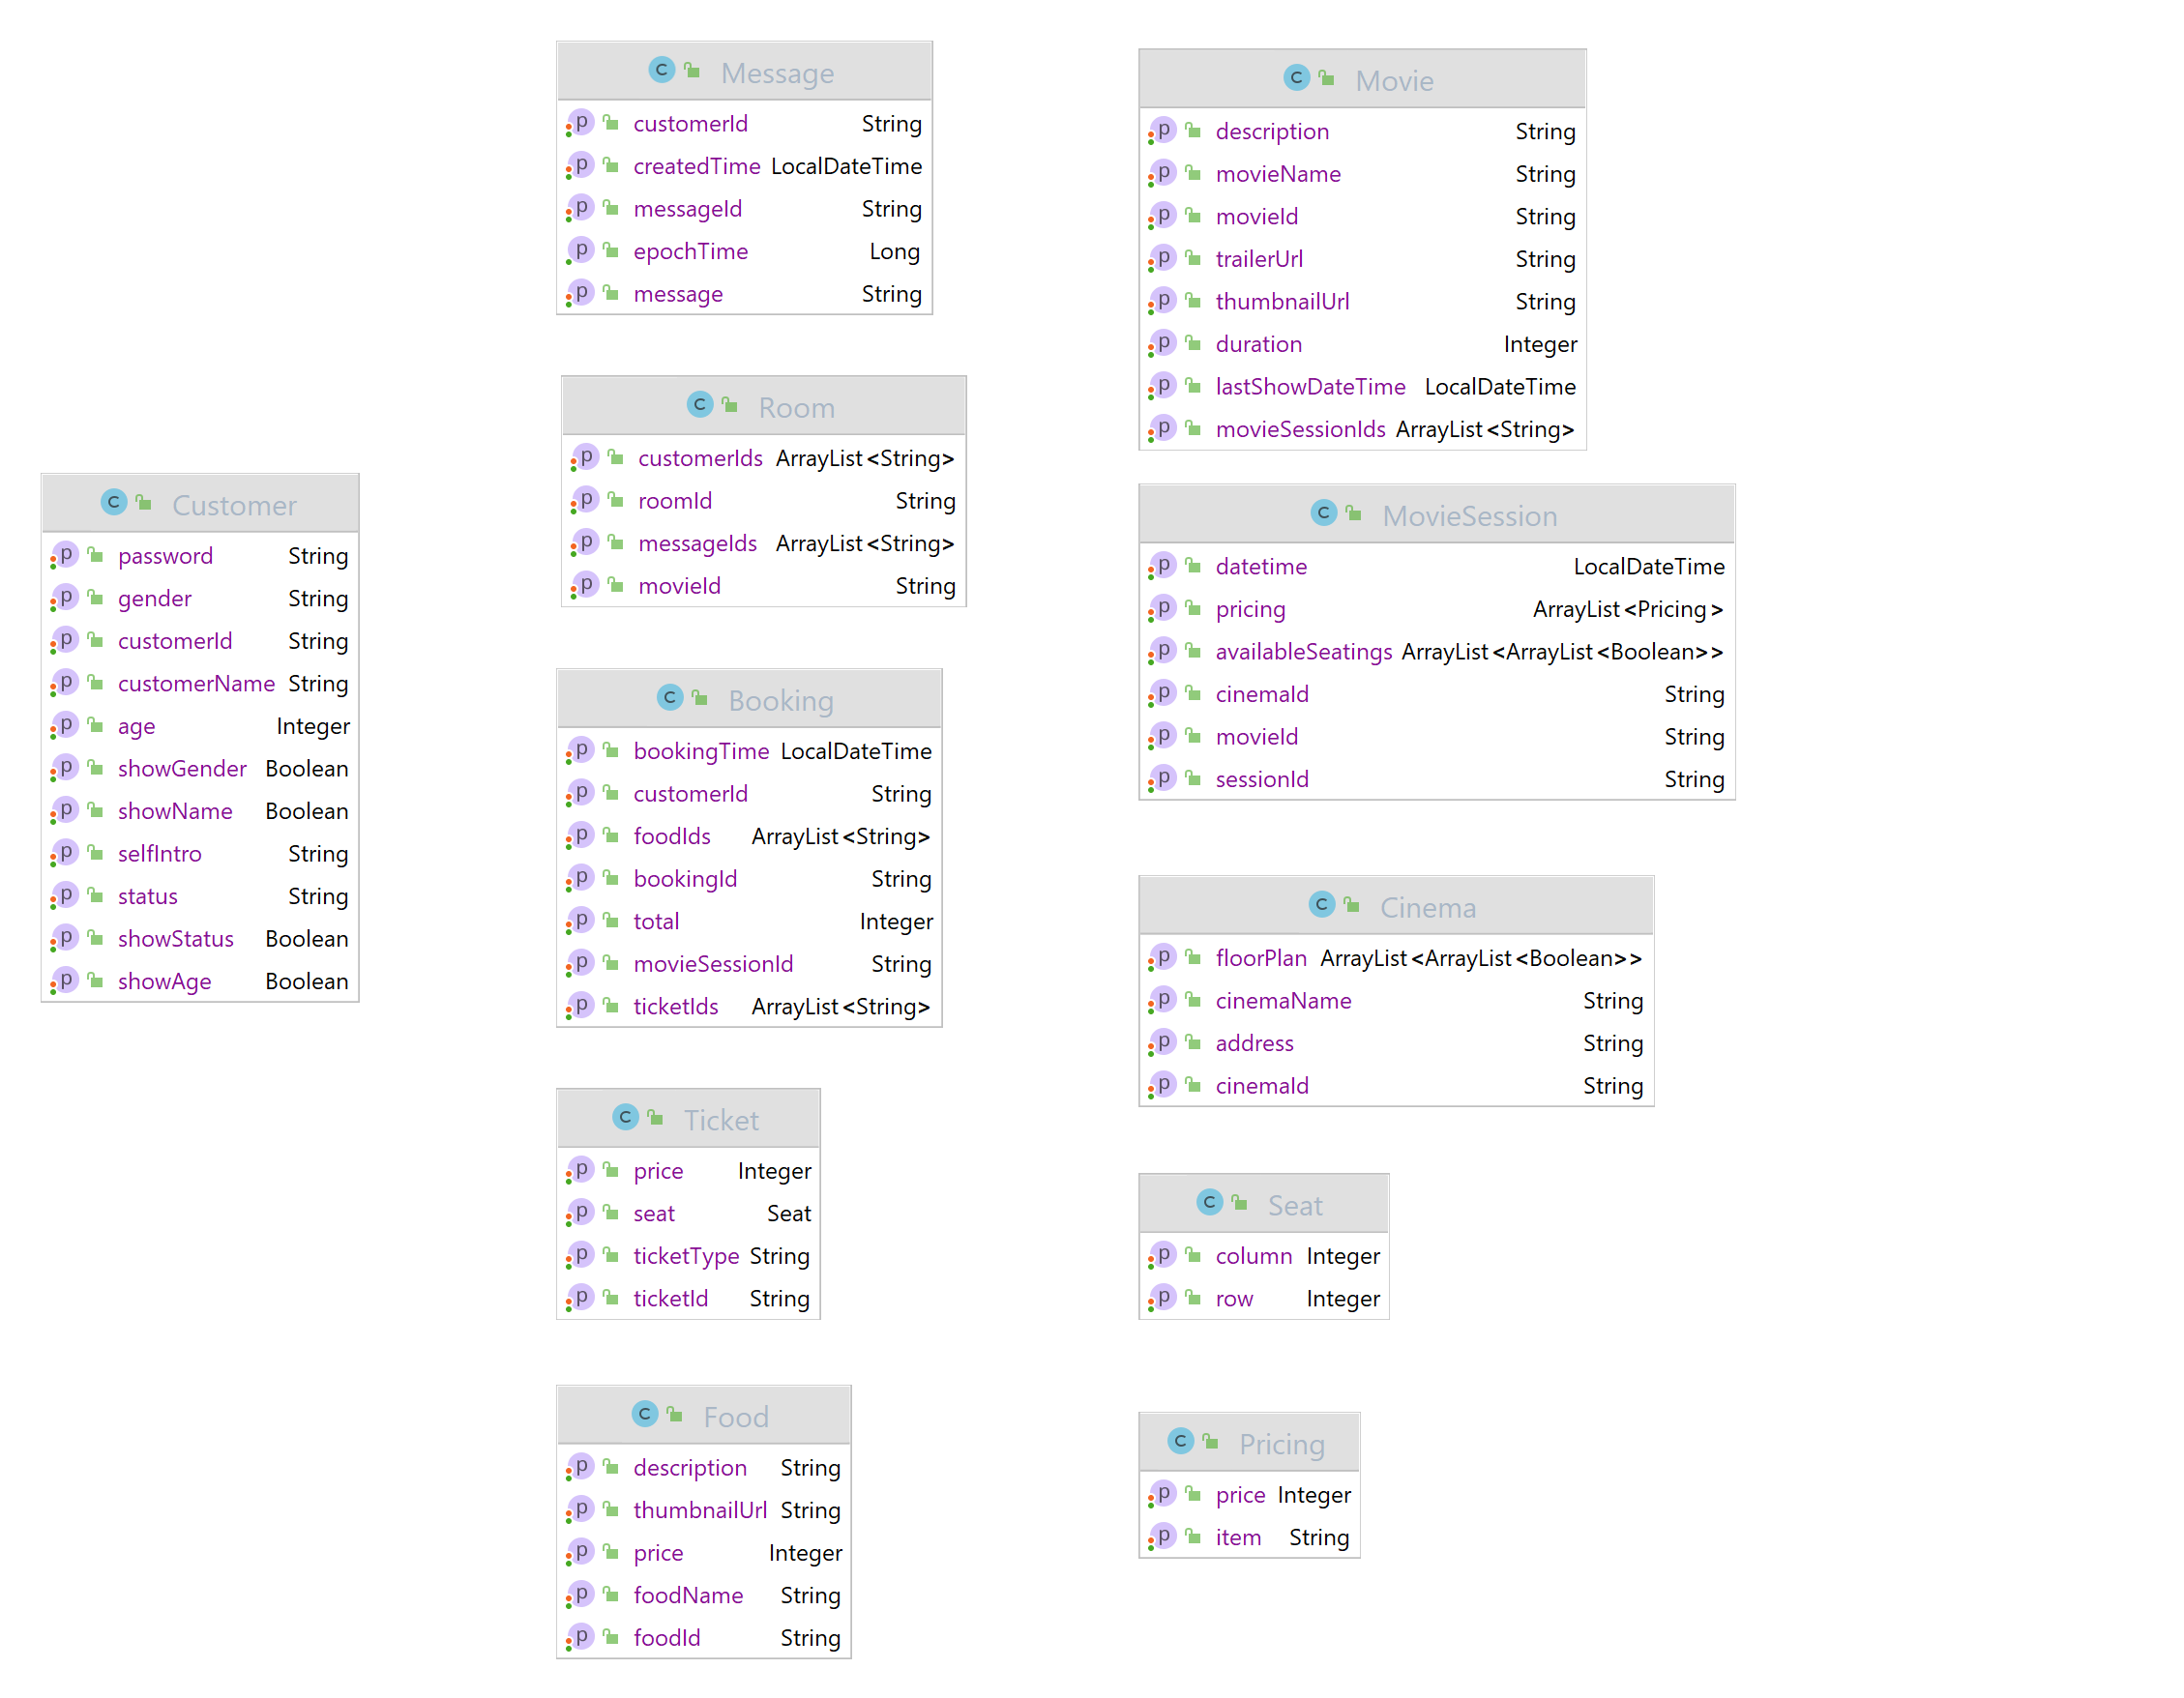 Message
customerId String
createdTime LocalDateTime
messageId String
epochTime Long
message String
Room
customerIds ArrayList<String>
roomId String
messageIds ArrayList<String>
movieId String
Customer
password String
gender String
customerId String
customerName String
age Integer
showGender Boolean
showName Boolean
selfIntro String
status String
showStatus Boolean
showAge Boolean
Booking
bookingTime LocalDateTime
customerId String
foodIds ArrayList<String>
bookingId String
total Integer
movieSessionId String
ticketIds ArrayList<String>
Ticket
price Integer
seat Seat
ticketType String
ticketId String
Food
description String
thumbnailUrl String
price Integer
foodName String
foodId String
Movie
description String
movieName String
movieId String
trailerUrl String
thumbnailUrl String
duration Integer
lastShowDateTime LocalDateTime
movieSessionIds ArrayList<String>
MovieSession
datetime LocalDateTime
pricing ArrayList<Pricing>
availableSeatings ArrayList<ArrayList<Boolean>>
cinemaId String
movieId String
sessionId String
Cinema
floorPlan ArrayList<ArrayList<Boolean>>
cinemaName String
address String
cinemaId String
Seat
column Integer
row Integer
Pricing
price Integer
item String